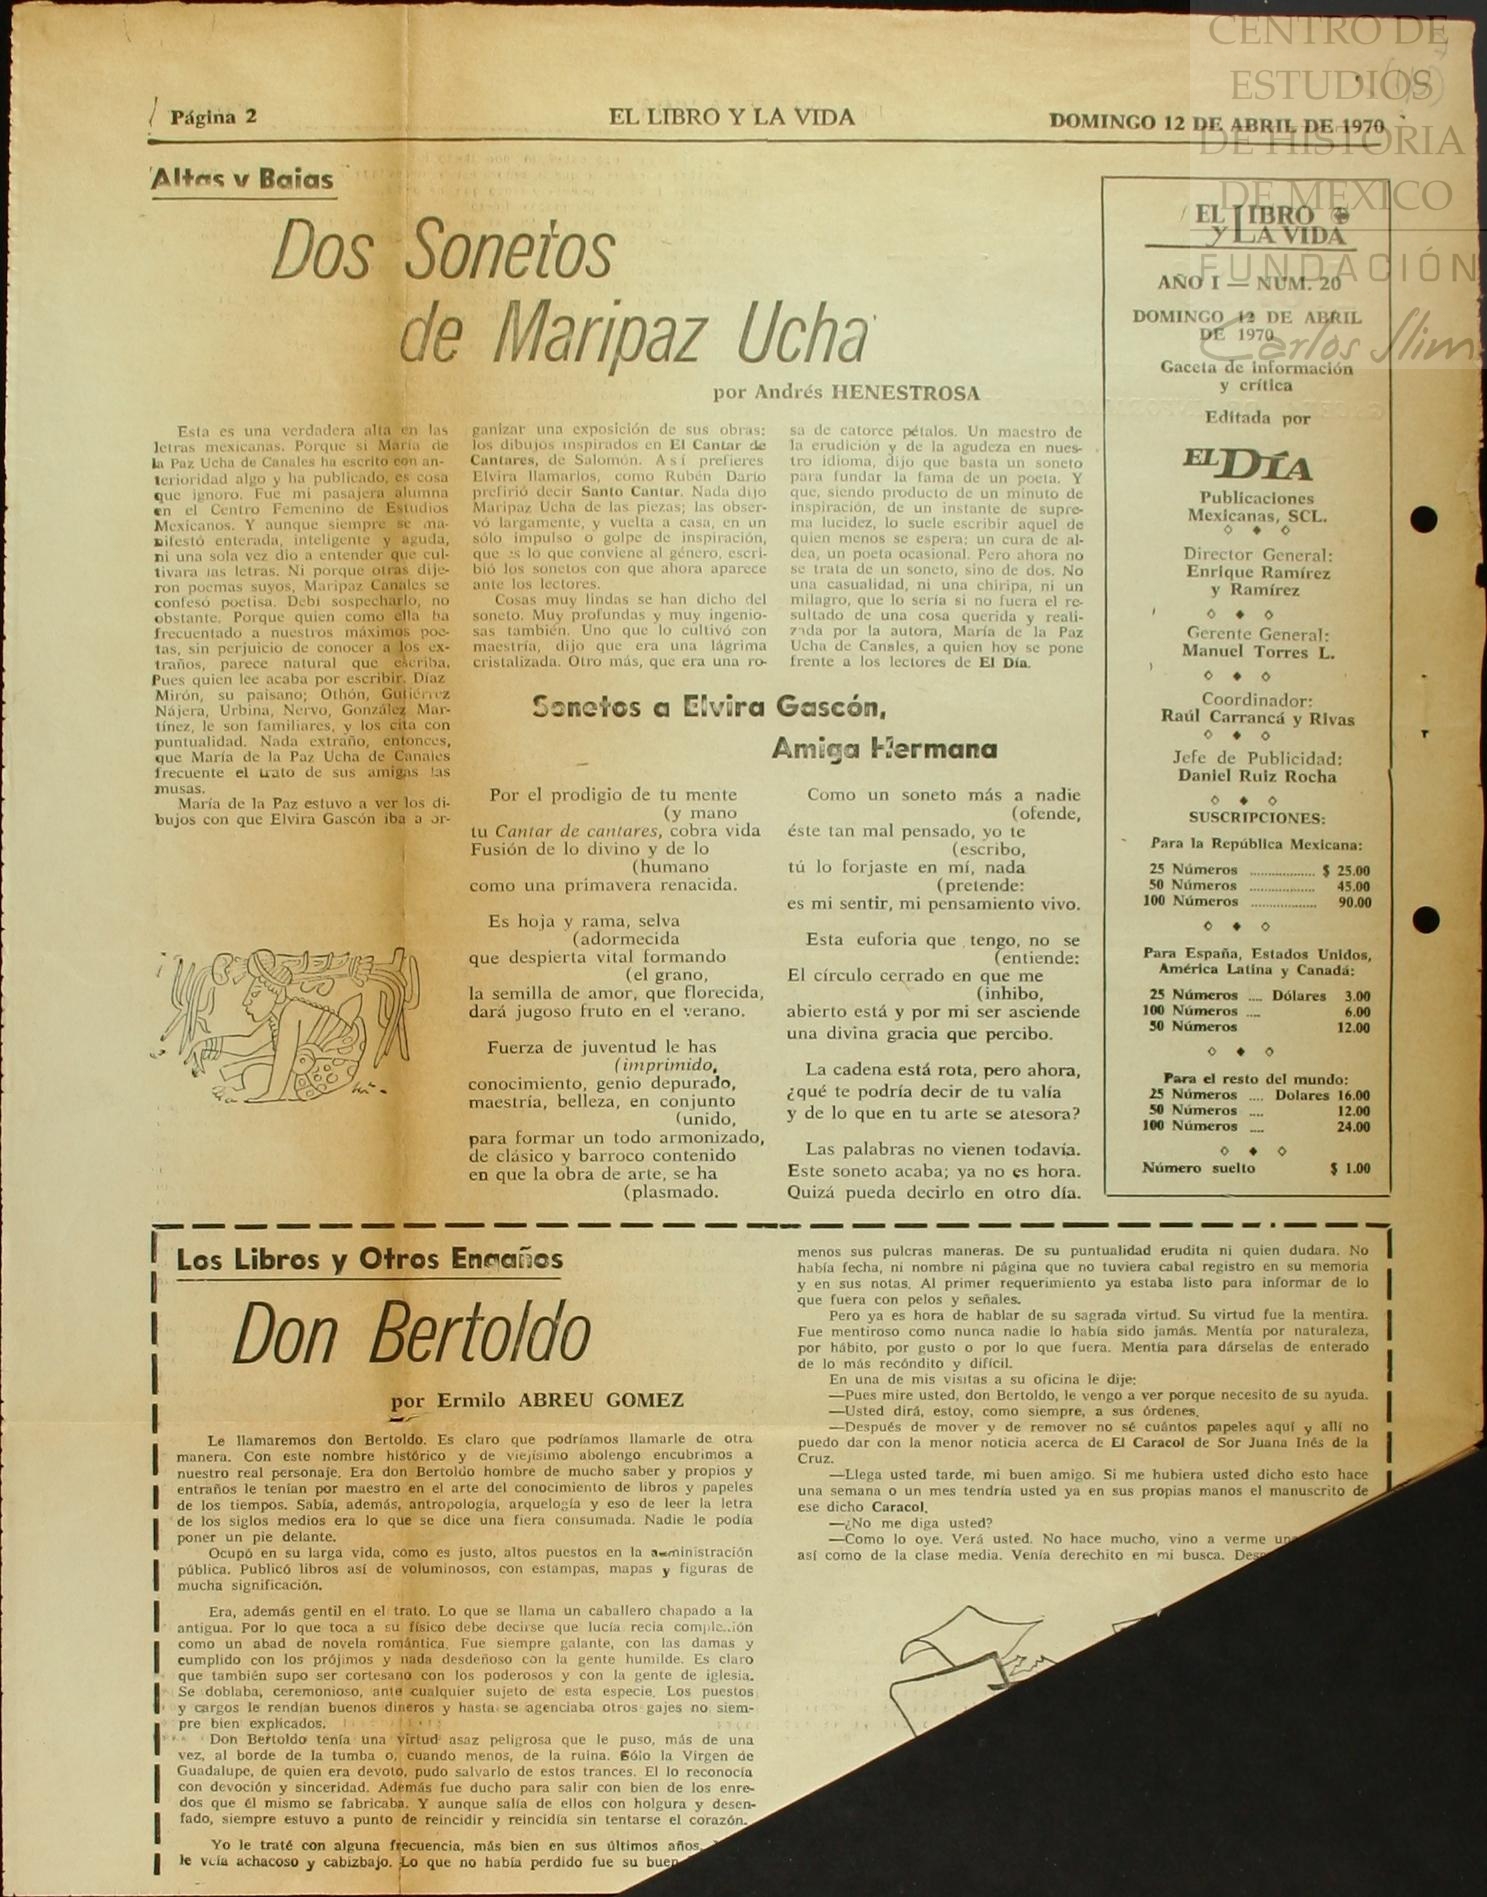 Página 2
EL LIBRO Y LA VIDA
DOMINGO 12 DE ABRIL DE 1970
CENTRO DE
ESTUDIOS
DE HISTORIA
DE MEXICO
FUNDACIÓN
Carlos Slim
Altas y Bajas
Dos Sonetos
de Maripaz Ucha
por Andrés HENESTROSA
Esta es una verdadera alta en las
letras mexicanas. Porque si María de
la Paz Ucha de Canales ha escrito con an-
terioridad algo y ha publicado, es cosa
que ignoro. Fue mi pasajera alumna
en el Centro Femenino de Estudios
Mexicanos. Y aunque siempre se ma-
nifestó enterada, inteligente y aguda,
ni una sola vez dio a entender que cul-
tivara las letras. Ni porque otras dije-
ron poemas suyos, Maripaz Canales se
confesó poetisa. Debí sospecharlo, no
obstante. Porque quien como ella ha
frecuentado a nuestros máximos poe-
tas, sin perjuicio de conocer a los ex-
traños, parece natural que escriba.
Pues quien lee acaba por escribir. Díaz
Mirón, su paisano; Othón, Gutiérrez
Nájera, Urbina, Nervo, González Mar-
tínez, le son familiares, y los cita con
puntualidad. Nada extraño, entonces,
que María de la Paz Ucha de Canales
frecuente el trato de sus amigas las
musas.
María de la Paz estuvo a ver los di-
bujos con que Elvira Gascón iba a or-
ganizar una exposición de sus obras:
los dibujos inspirados en El Cantar de
Cantares, de Salomón. Así prefieres
Elvira llamarlos, como Rubén Darío
prefirió decir Santo Cantar. Nada dijo
Maripaz Ucha de las piezas; las obser-
vó largamente, y vuelta a casa, en un
sólo impulso o golpe de inspiración,
que es lo que conviene al género, escri-
bió los sonetos con que ahora aparece
ante los lectores.
Cosas muy lindas se han dicho del
soneto. Muy profundas y muy ingenio-
sas también. Uno que lo cultivó con
maestría, dijo que era una lágrima
cristalizada. Otro más, que era una ro-
sa de catorce pétalos. Un maestro de
la erudición y de la agudeza en nues-
tro idioma, dijo que basta un soneto
para fundar la fama de un poeta. Y
que, siendo producto de un minuto de
inspiración, de un instante de supre-
ma lucidez, lo suele escribir aquel de
quien menos se espera; un cura de al-
dea, un poeta ocasional. Pero ahora no
se trata de un soneto, sino de dos. No
una casualidad, ni una chiripa, ni un
milagro, que lo sería si no fuera el re-
sultado de una cosa querida y reali-
zada por la autora, María de la Paz
Ucha de Canales, a quien hoy se pone
frente a los lectores de El Día.
Sonetos a Elvira Gascón,
Amiga Hermana
Por el prodigio de tu mente
(y mano
tu Cantar de cantares, cobra vida
Fusión de lo divino y de lo
(humano
como una primavera renacida.
Es hoja y rama, selva
(adormecida
que despierta vital formando
(el grano,
la semilla de amor, que florecida,
dará jugoso fruto en el verano.
Fuerza de juventud le has
(imprimido,
conocimiento, genio depurado,
maestría, belleza, en conjunto
(unido,
para formar un todo armonizado,
de clásico y barroco contenido
en que la obra de arte, se ha
(plasmado.
Como un soneto más a nadie
(ofende,
éste tan mal pensado, yo te
(escribo,
tú lo forjaste en mí, nada
(pretende:
es mi sentir, mi pensamiento vivo.
Esta euforia que tengo, no se
(entiende:
El círculo cerrado en que me
(inhibo,
abierto está y por mi ser asciende
una divina gracia que percibo.
La cadena está rota, pero ahora,
¿qué te podría decir de tu valía
y de lo que en tu arte se atesora?
Las palabras no vienen todavía.
Este soneto acaba; ya no es hora.
Quizá pueda decirlo en otro día.
EL LIBRO
Y LA VIDA
AÑO I — NUM. 20
DOMINGO 12 DE ABRIL
DE 1970
Gaceta de información
y crítica
Editada por
EL DÍA
Publicaciones
Mexicanas, SCL.
Director General:
Enrique Ramírez
y Ramírez
Gerente General:
Manuel Torres L.
Coordinador:
Raúl Carrancá y Rivas
Jefe de Publicidad:
Daniel Ruiz Rocha
SUSCRIPCIONES:
Para la República Mexicana:
25 Números ................. $ 25.00
50 Números ................. 45.00
100 Números ................. 90.00
Para España, Estados Unidos,
América Latina y Canadá:
25 Números .... Dólares 3.00
100 Números .... 6.00
50 Números 12.00
Para el resto del mundo:
25 Números .... Dolares 16.00
50 Números .... 12.00
100 Números .... 24.00
Número suelto $ 1.00
Los Libros y Otros Engaños
Don Bertoldo
por Ermilo ABREU GOMEZ
Le llamaremos don Bertoldo. Es claro que podríamos llamarle de otra
manera. Con este nombre histórico y de viejísimo abolengo encubrimos a
nuestro real personaje. Era don Bertoldo hombre de mucho saber y propios y
entraños le tenían por maestro en el arte del conocimiento de libros y papeles
de los tiempos. Sabía, además, antropología, arquelogía y eso de leer la letra
de los siglos medios era lo que se dice una fiera consumada. Nadie le podía
poner un pie delante.
Ocupó en su larga vida, como es justo, altos puestos en la administración
pública. Publicó libros así de voluminosos, con estampas, mapas y figuras de
mucha significación.
Era, además gentil en el trato. Lo que se llama un caballero chapado a la
antigua. Por lo que toca a su físico debe decirse que lucía recia complexión
como un abad de novela romántica. Fue siempre galante, con las damas y
cumplido con los prójimos y nada desdeñoso con la gente humilde. Es claro
que también supo ser cortesano con los poderosos y con la gente de iglesia.
Se doblaba, ceremonioso, ante cualquier sujeto de esta especie. Los puestos
y cargos le rendían buenos dineros y hasta se agenciaba otros gajes no siem-
pre bien explicados.
Don Bertoldo tenía una virtud asaz peligrosa que le puso, más de una
vez, al borde de la tumba o, cuando menos, de la ruina. Sólo la Virgen de
Guadalupe, de quien era devoto, pudo salvarlo de estos trances. El lo reconocía
con devoción y sinceridad. Además fue ducho para salir con bien de los enre-
dos que él mismo se fabricaba. Y aunque salía de ellos con holgura y desen-
fado, siempre estuvo a punto de reincidir y reincidía sin tentarse el corazón.
Yo le traté con alguna frecuencia, más bien en sus últimos años.
le veía achacoso y cabizbajo. Lo que no había perdido fue su buen
menos sus pulcras maneras. De su puntualidad erudita ni quien dudara. No
había fecha, ni nombre ni página que no tuviera cabal registro en su memoria
y en sus notas. Al primer requerimiento ya estaba listo para informar de lo
que fuera con pelos y señales.
Pero ya es hora de hablar de su sagrada virtud. Su virtud fue la mentira.
Fue mentiroso como nunca nadie lo había sido jamás. Mentía por naturaleza,
por hábito, por gusto o por lo que fuera. Mentía para dárselas de enterado
de lo más recóndito y difícil.
En una de mis visitas a su oficina le dije:
—Pues mire usted, don Bertoldo, le vengo a ver porque necesito de su ayuda.
—Usted dirá, estoy, como siempre, a sus órdenes.
—Después de mover y de remover no sé cuántos papeles aquí y allí no
puedo dar con la menor noticia acerca de El Caracol de Sor Juana Inés de la
Cruz.
—Llega usted tarde, mi buen amigo. Si me hubiera usted dicho esto hace
una semana o un mes tendría usted ya en sus propias manos el manuscrito de
ese dicho Caracol.
—¿No me diga usted?
—Como lo oye. Verá usted. No hace mucho, vino a verme
así como de la clase media. Venía derechito en mi busca.